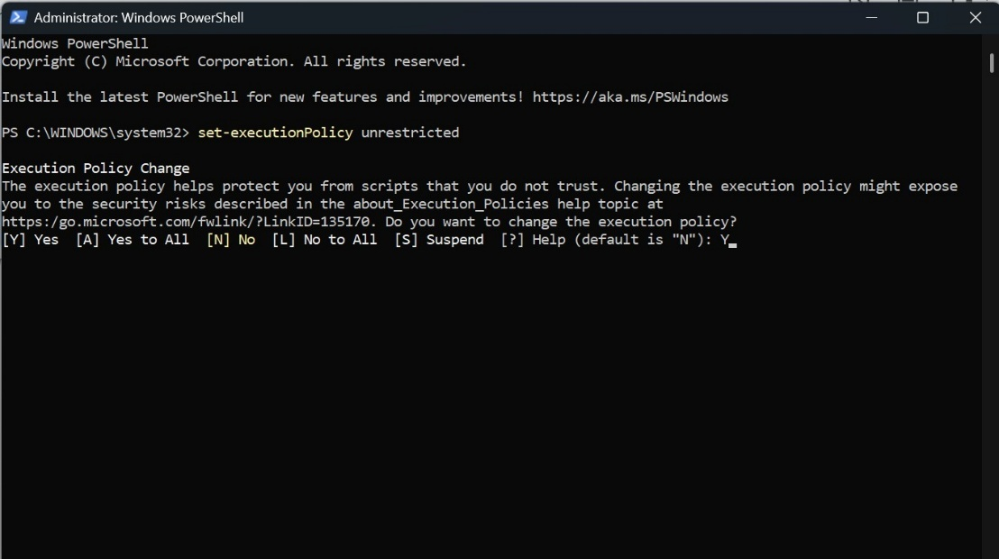 Administrator: Windows PowerShell
Windows PowerShell
Copyright (C) Microsoft Corporation. All rights reserved.
Install the latest PowerShell for new features and improvements! https://aka.ms/PSWindows
PS C:\WINDOWS\system32> set-executionPolicy unrestricted
Execution Policy Change
The execution policy helps protect you from scripts that you do not trust. Changing the execution policy might expose
you to the security risks described in the about_Execution_Policies help topic at
https:/go.microsoft.com/fwlink/?LinkID=135170. Do you want to change the execution policy?
[Y] Yes  [A] Yes to All  [N] No  [L] No to All  [S] Suspend  [?] Help (default is "N"): Y